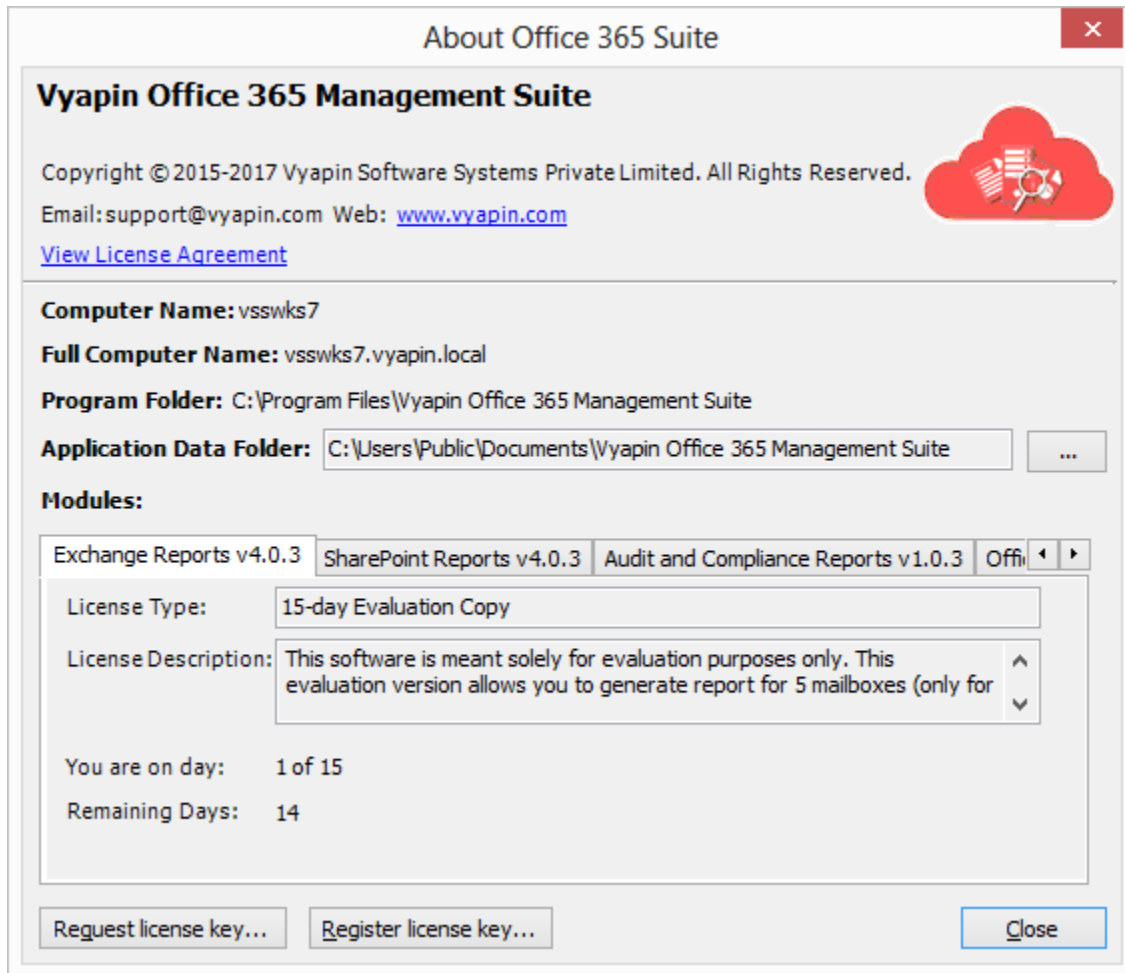 About Office 365 Suite
Vyapin Office 365 Management Suite
Copyright © 2015-2017 Vyapin Software Systems Private Limited. All Rights Reserved.
Email: support@vyapin.com Web: www.vyapin.com
View License Agreement
Computer Name: vsswks7
Full Computer Name: vsswks7.vyapin.local
Program Folder: C:\Program Files\Vyapin Office 365 Management Suite
Application Data Folder: C:\Users\Public\Documents\Vyapin Office 365 Management Suite ...
Modules:
Exchange Reports v4.0.3 SharePoint Reports v4.0.3 Audit and Compliance Reports v1.0.3 Offi
License Type: 15-day Evaluation Copy
License Description: This software is meant solely for evaluation purposes only. This
evaluation version allows you to generate report for 5 mailboxes (only for
You are on day: 1 of 15
Remaining Days: 14
Request license key... Register license key... Close